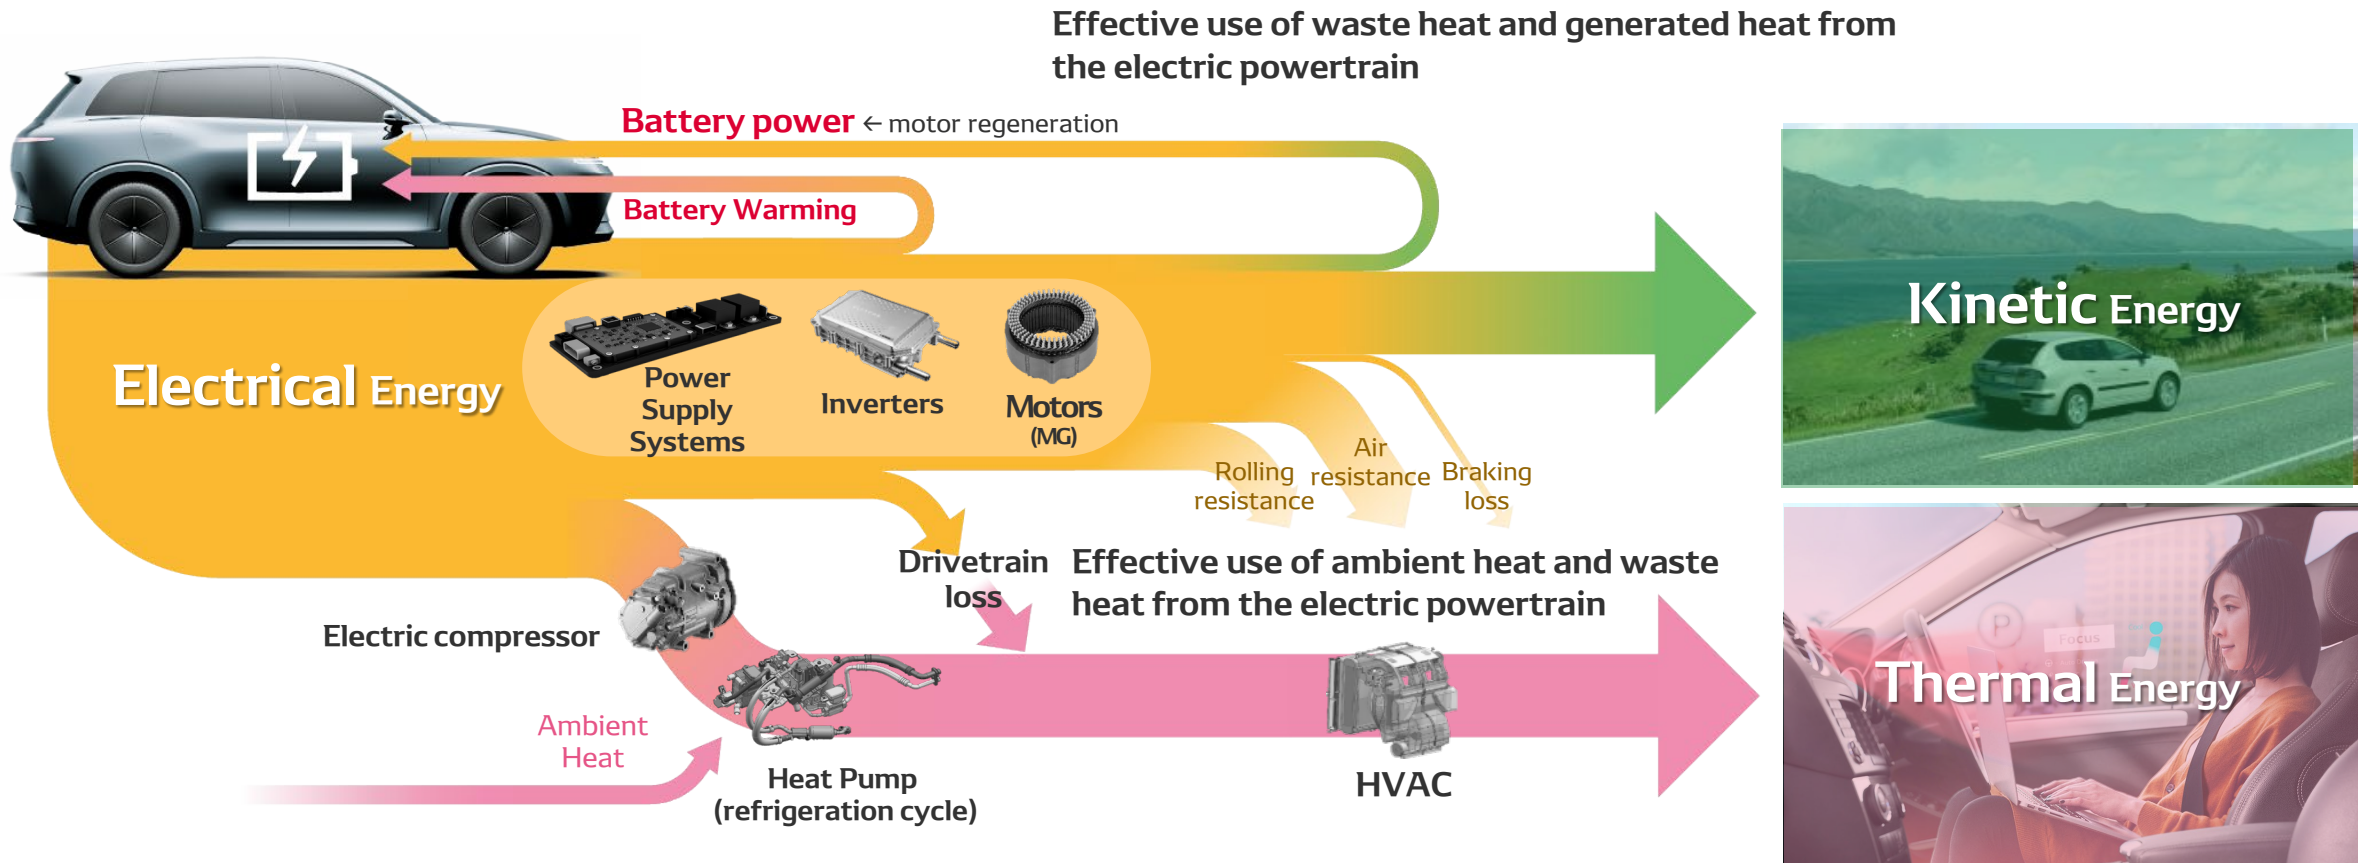 Effective use of waste heat and generated heat from
the electric powertrain
Battery power ← motor regeneration
Battery Warming
Electrical Energy
Power
Supply
Systems
Inverters
Motors
(MG)
Kinetic Energy
Rolling
resistance
Air
resistance
Braking
loss
Drivetrain
loss
Effective use of ambient heat and waste
heat from the electric powertrain
Electric compressor
Ambient
Heat
Heat Pump
(refrigeration cycle)
HVAC
P
Focus
Thermal Energy